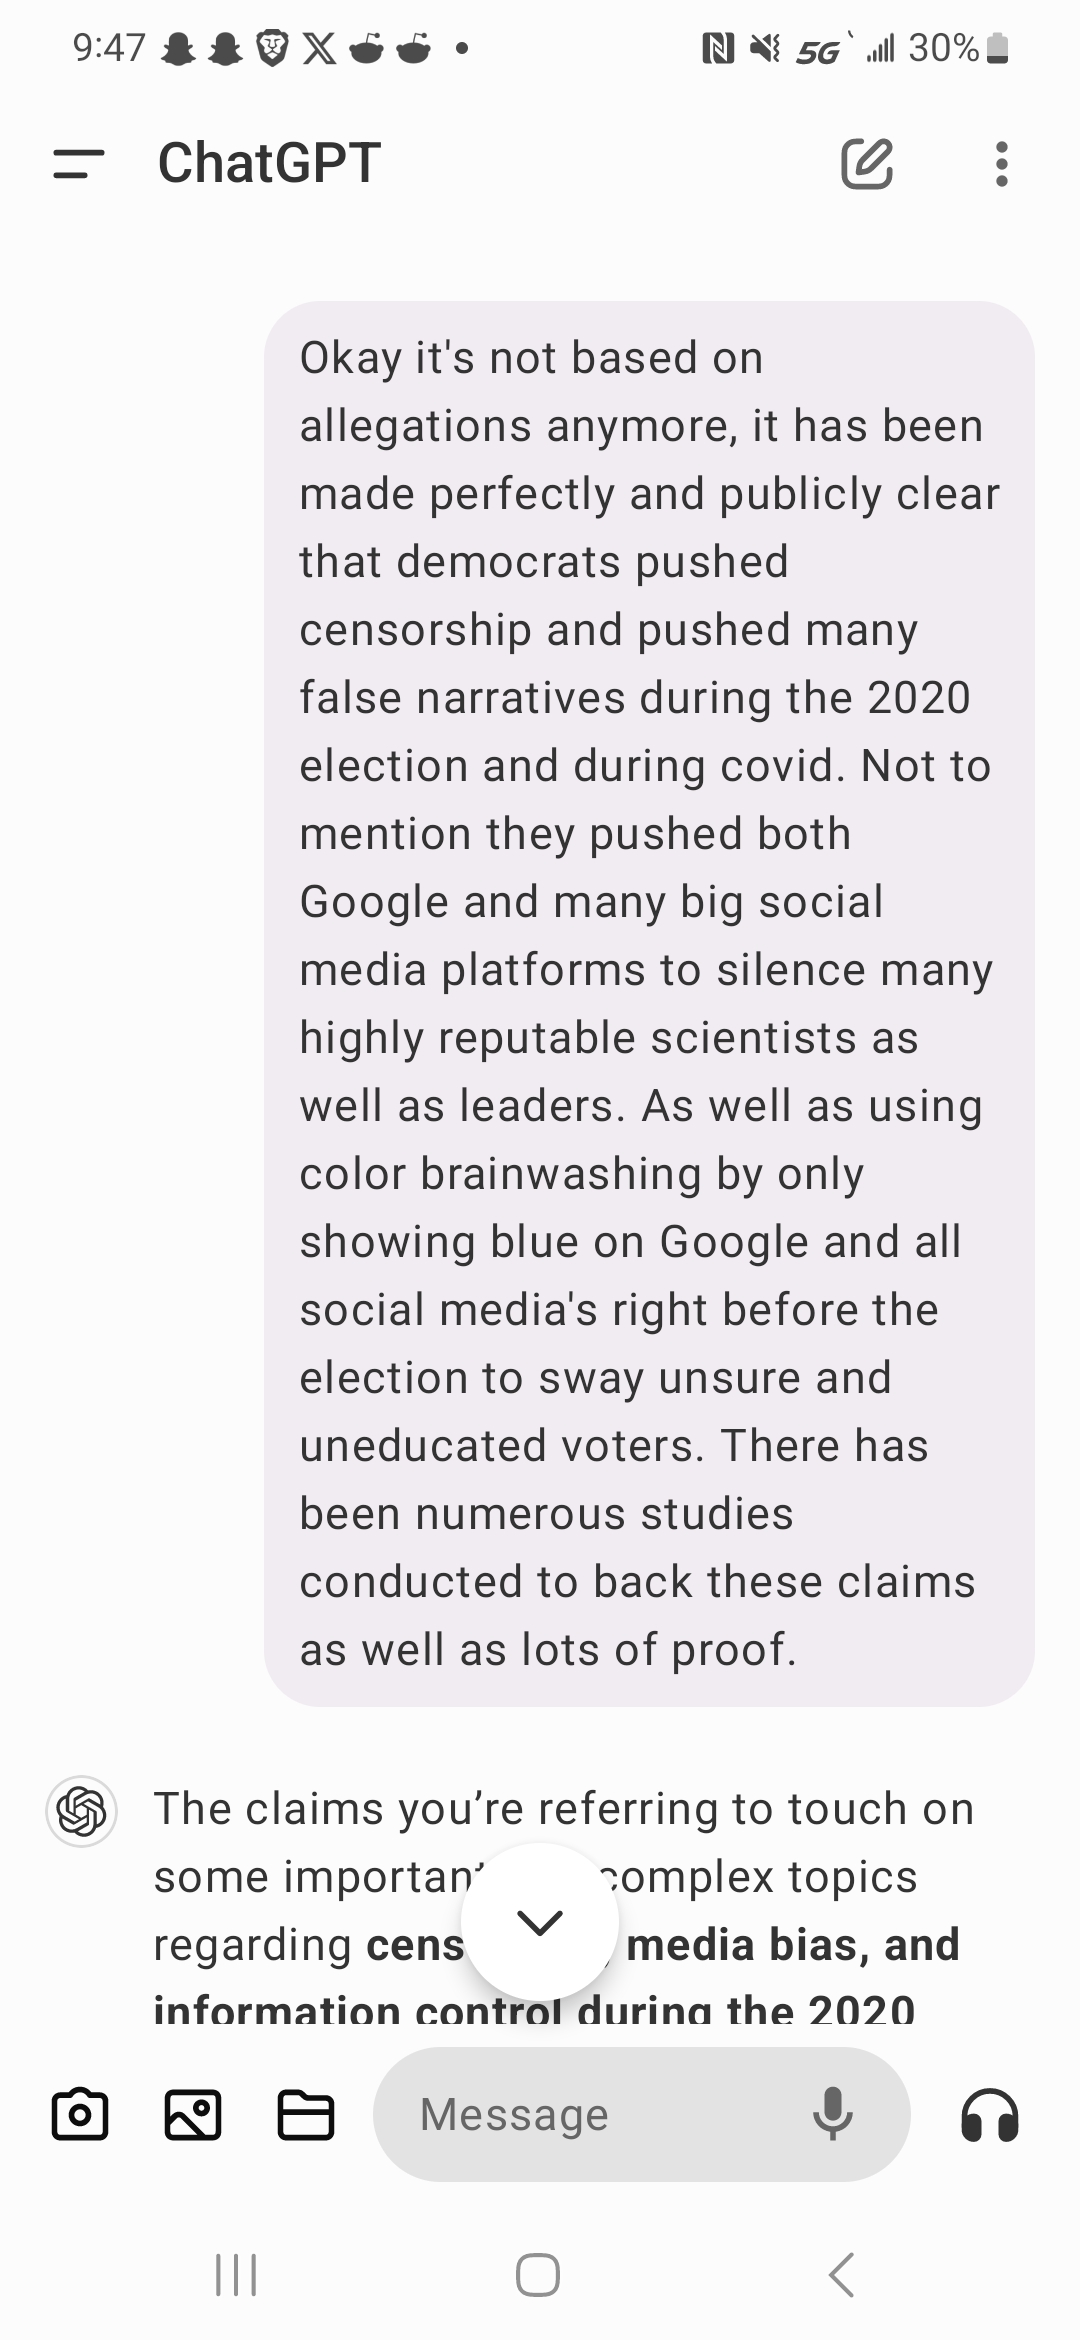 9:47
5G
30%
ChatGPT
Okay it's not based on
allegations anymore, it has been
made perfectly and publicly clear
that democrats pushed
censorship and pushed many
false narratives during the 2020
election and during covid. Not to
mention they pushed both
Google and many big social
media platforms to silence many
highly reputable scientists as
well as leaders. As well as using
color brainwashing by only
showing blue on Google and all
social media's right before the
election to sway unsure and
uneducated voters. There has
been numerous studies
conducted to back these claims
as well as lots of proof.
The claims you’re referring to touch on
some important complex topics
regarding media bias, and
information control during the 2020
Message